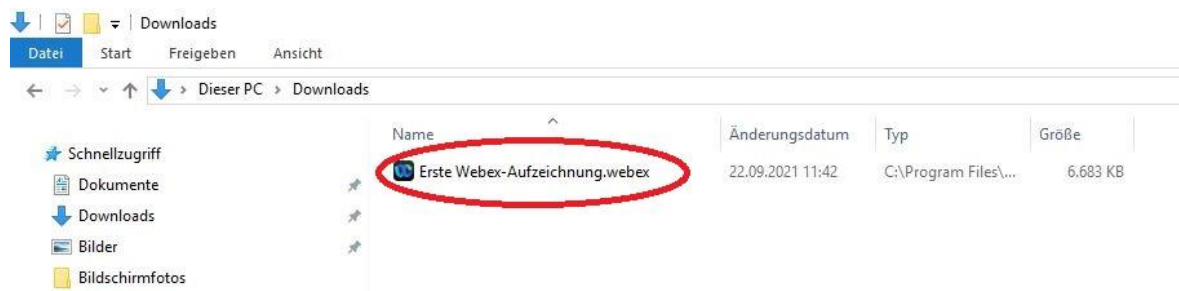 Downloads
Datei Start Freigeben Ansicht
Dieser PC > Downloads
Name Änderungsdatum Typ Größe
Schnellzugriff
Erste Webex-Aufzeichnung.webex 22.09.2021 11:42 C:\Program Files\... 6.683 KB
Dokumente
Downloads
Bilder
Bildschirmfotos